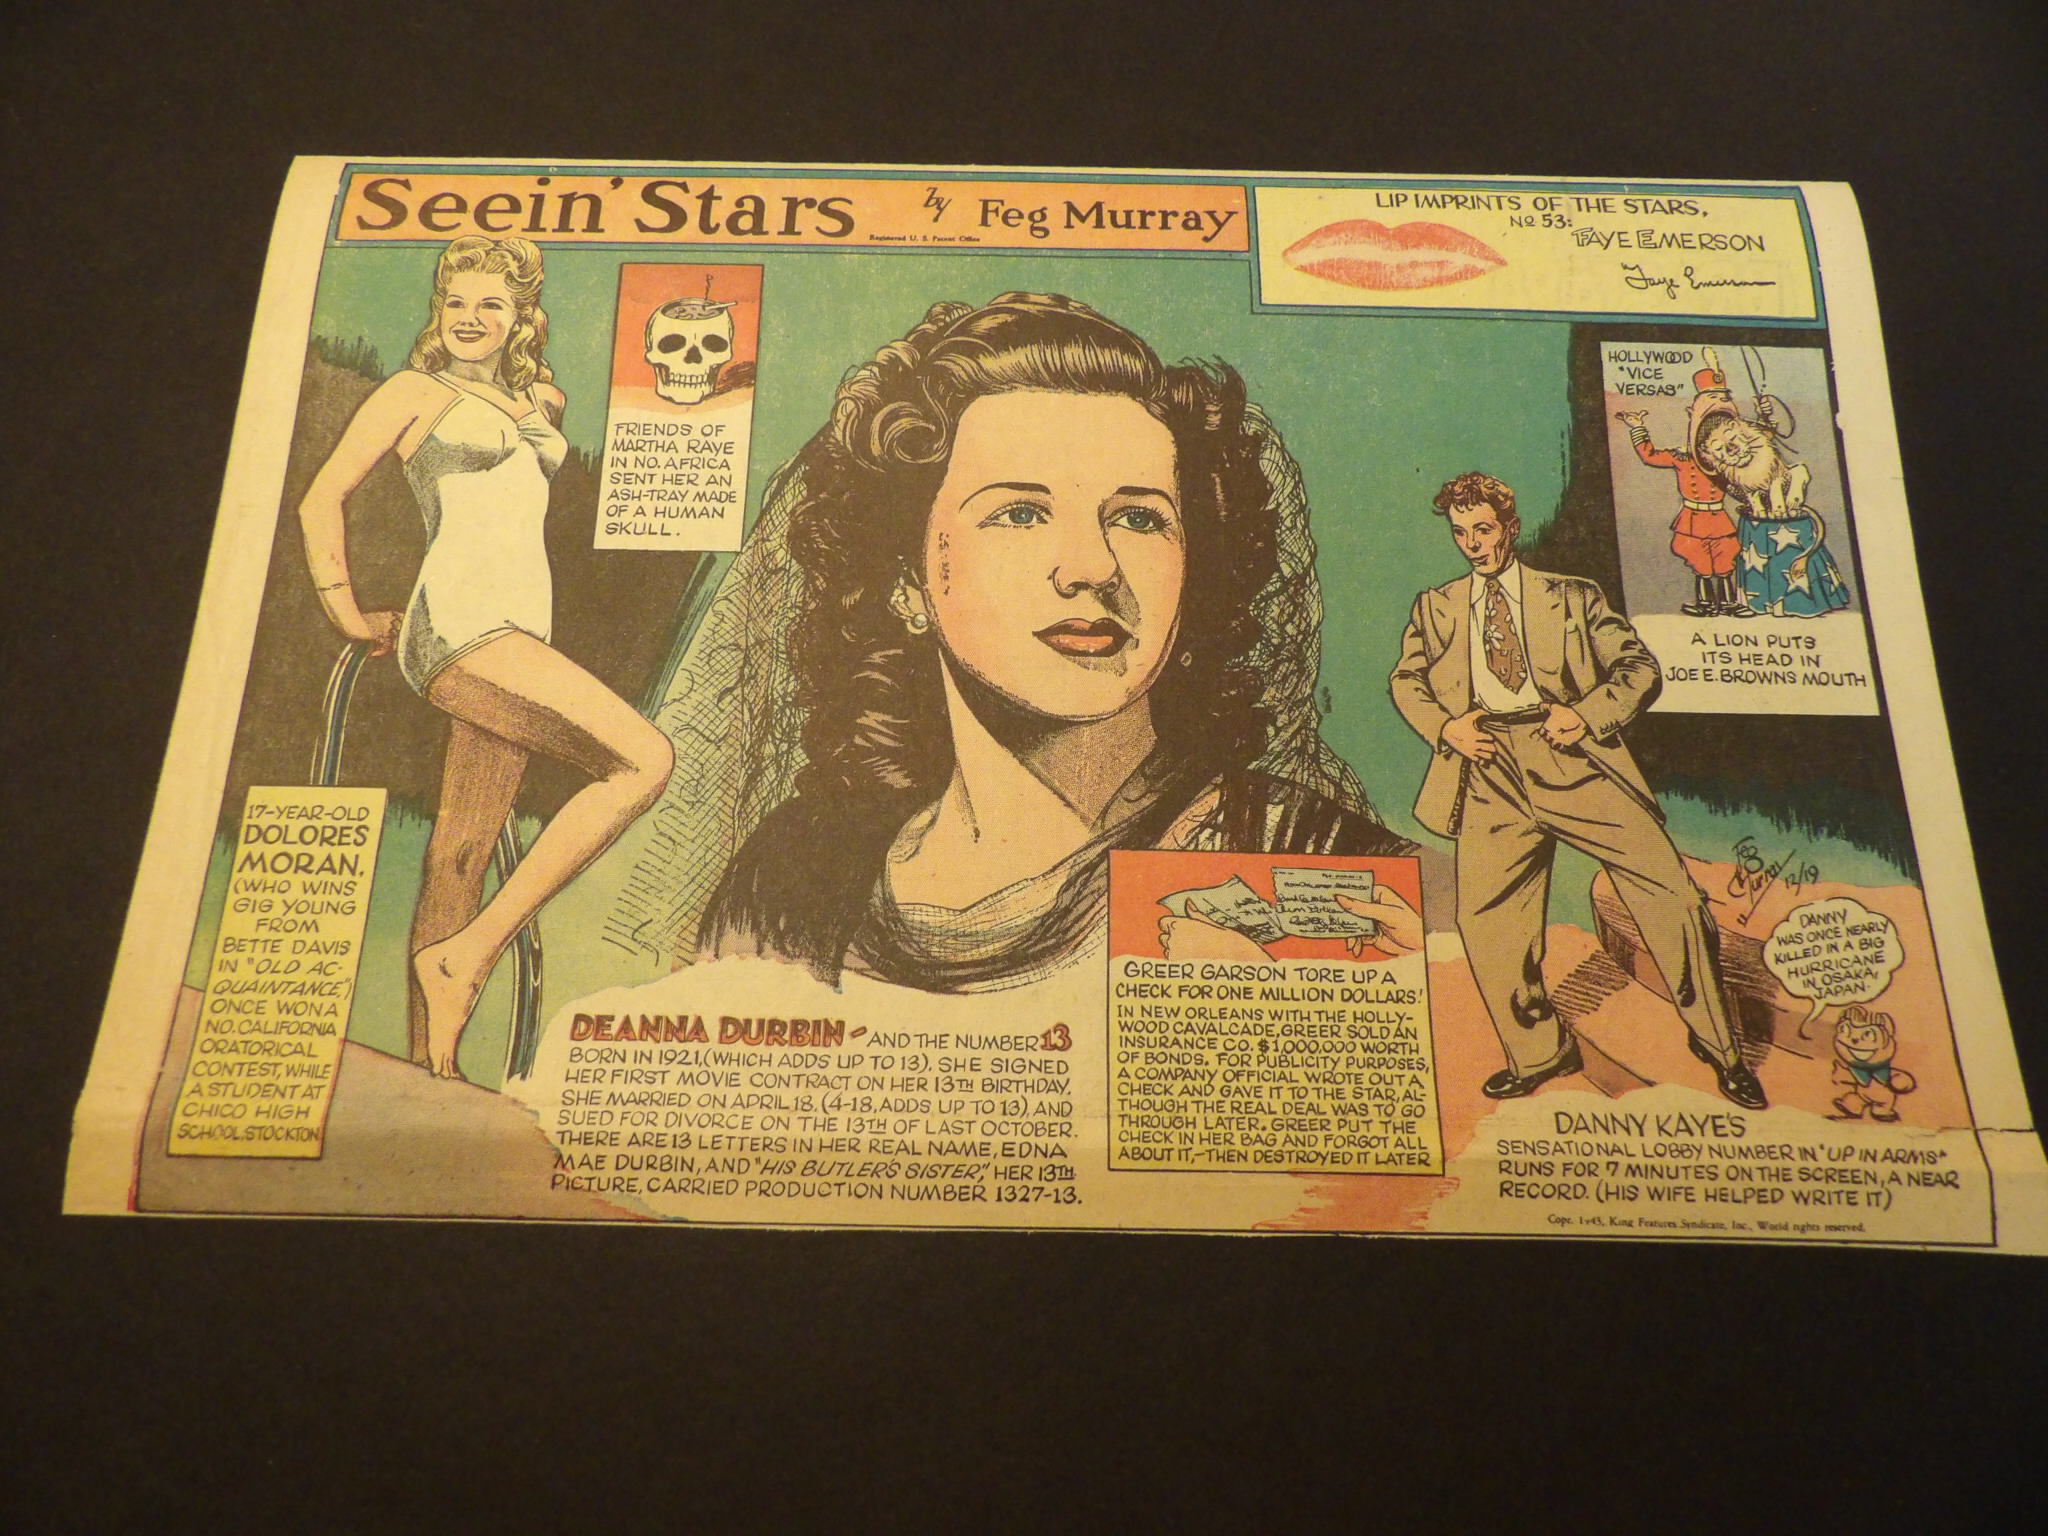 Seein' Stars
by Feg Murray
Registered U. S. Patent Office
LIP IMPRINTS OF THE STARS,
No 53:
FAYE EMERSON
Faye Emerson
FRIENDS OF
MARTHA RAYE
IN NO. AFRICA
SENT HER AN
ASH-TRAY MADE
OF A HUMAN
SKULL.
HOLLYWOOD
"VICE
VERSAS"
A LION PUTS
ITS HEAD IN
JOE E. BROWNS MOUTH
17-YEAR-OLD
DOLORES
MORAN,
(WHO WINS
GIG YOUNG
FROM
BETTE DAVIS
IN "OLD AC-
QUAINTANCE,")
ONCE WON A
NO. CALIFORNIA
ORATORICAL
CONTEST, WHILE
A STUDENT AT
CHICO HIGH
SCHOOL, STOCKTON
DEANNA DURBIN - AND THE NUMBER 13
BORN IN 1921, (WHICH ADDS UP TO 13), SHE SIGNED
HER FIRST MOVIE CONTRACT ON HER 13TH BIRTHDAY.
SHE MARRIED ON APRIL 18, (4-18, ADDS UP TO 13), AND
SUED FOR DIVORCE ON THE 13TH OF LAST OCTOBER.
THERE ARE 13 LETTERS IN HER REAL NAME, EDNA
MAE DURBIN, AND "HIS BUTLER'S SISTER," HER 13TH
PICTURE, CARRIED PRODUCTION NUMBER 1327-13.
GREER GARSON TORE UP A
CHECK FOR ONE MILLION DOLLARS!
IN NEW ORLEANS WITH THE HOLLY-
WOOD CAVALCADE, GREER SOLD AN
INSURANCE CO. $1,000,000 WORTH
OF BONDS. FOR PUBLICITY PURPOSES,
A COMPANY OFFICIAL WROTE OUT A
CHECK AND GAVE IT TO THE STAR, AL-
THOUGH THE REAL DEAL WAS TO GO
THROUGH LATER. GREER PUT THE
CHECK IN HER BAG AND FORGOT ALL
ABOUT IT,-THEN DESTROYED IT LATER
Feg Murray
12/19
DANNY
WAS ONCE NEARLY
KILLED IN A BIG
HURRICANE
IN OSAKA,
JAPAN.
DANNY KAYE'S
SENSATIONAL LOBBY NUMBER IN "UP IN ARMS"
RUNS FOR 7 MINUTES ON THE SCREEN, A NEAR
RECORD. (HIS WIFE HELPED WRITE IT)
Copr. 1943, King Features Syndicate, Inc., World rights reserved.